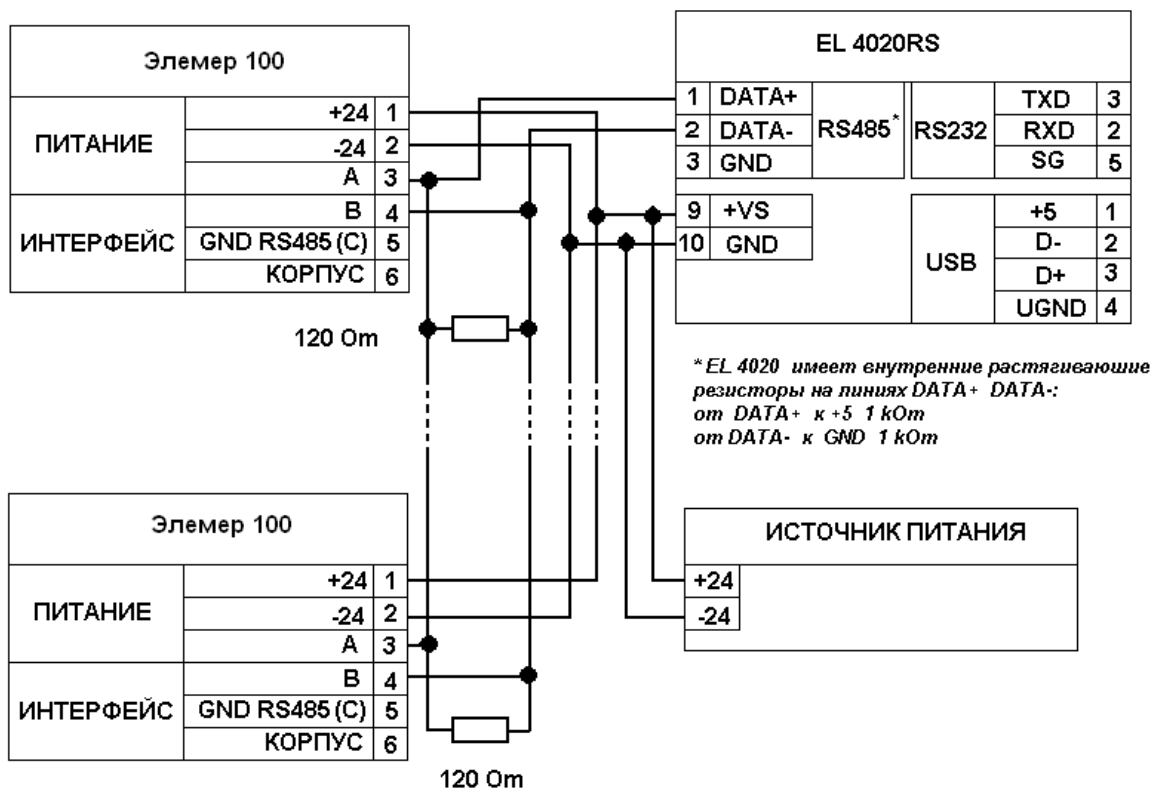 Элемер 100
ПИТАНИЕ
+24 1
-24 2
A 3
ИНТЕРФЕЙС
B 4
GND RS485 (C) 5
КОРПУС 6
120 Om
EL 4020RS
1 DATA+
2 DATA-
3 GND
RS485*
RS232
TXD 3
RXD 2
SG 5
9 +VS
10 GND
USB
+5 1
D- 2
D+ 3
UGND 4
* EL 4020 имеет внутренние растягиваюшие
резисторы на линиях DATA+ DATA-:
от DATA+ к +5 1 kOm
от DATA- к GND 1 kOm
Элемер 100
ПИТАНИЕ
+24 1
-24 2
A 3
ИНТЕРФЕЙС
B 4
GND RS485 (C) 5
КОРПУС 6
120 Om
ИСТОЧНИК ПИТАНИЯ
+24
-24